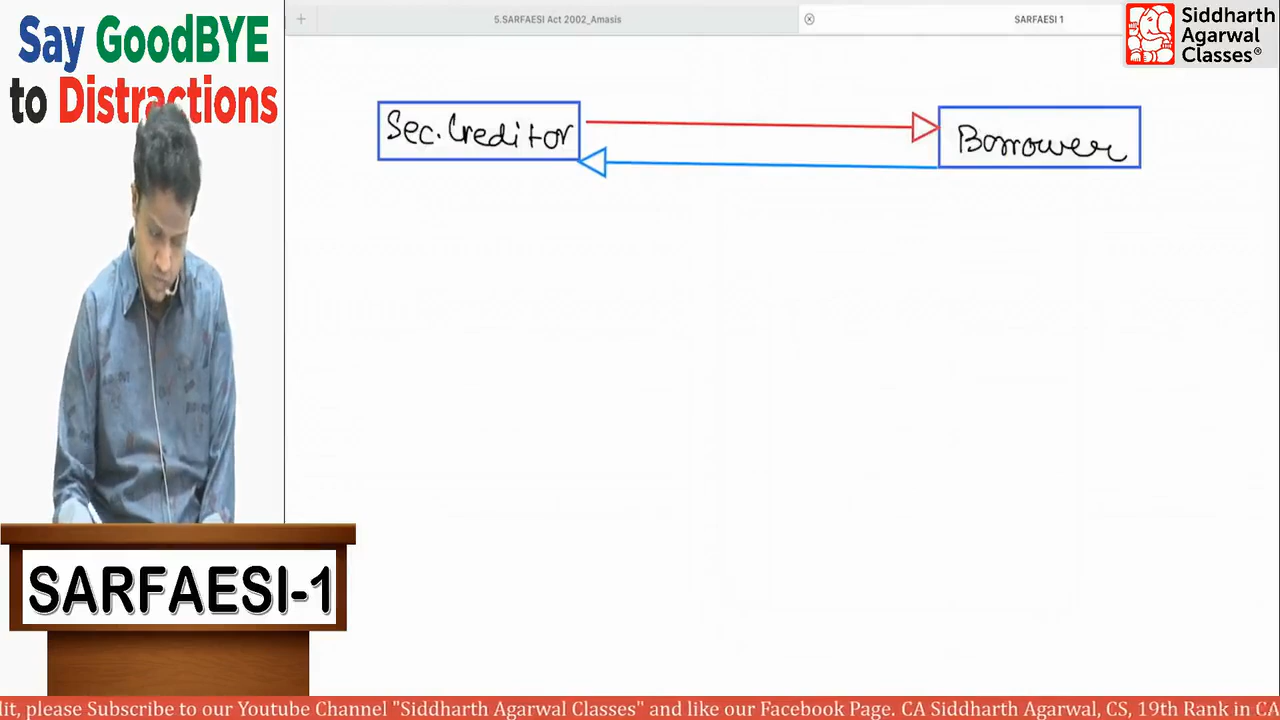 Say GoodBYE
to Distractions
5.SARFAESI Act 2002_Amasis
SARFAESI 1
Siddharth
Agarwal
Classes®
Sec. Creditor
Borrower
SARFAESI-1
dit, please Subscribe to our Youtube Channel "Siddharth Agarwal Classes" and like our Facebook Page. CA Siddharth Agarwal, CS, 19th Rank in CA